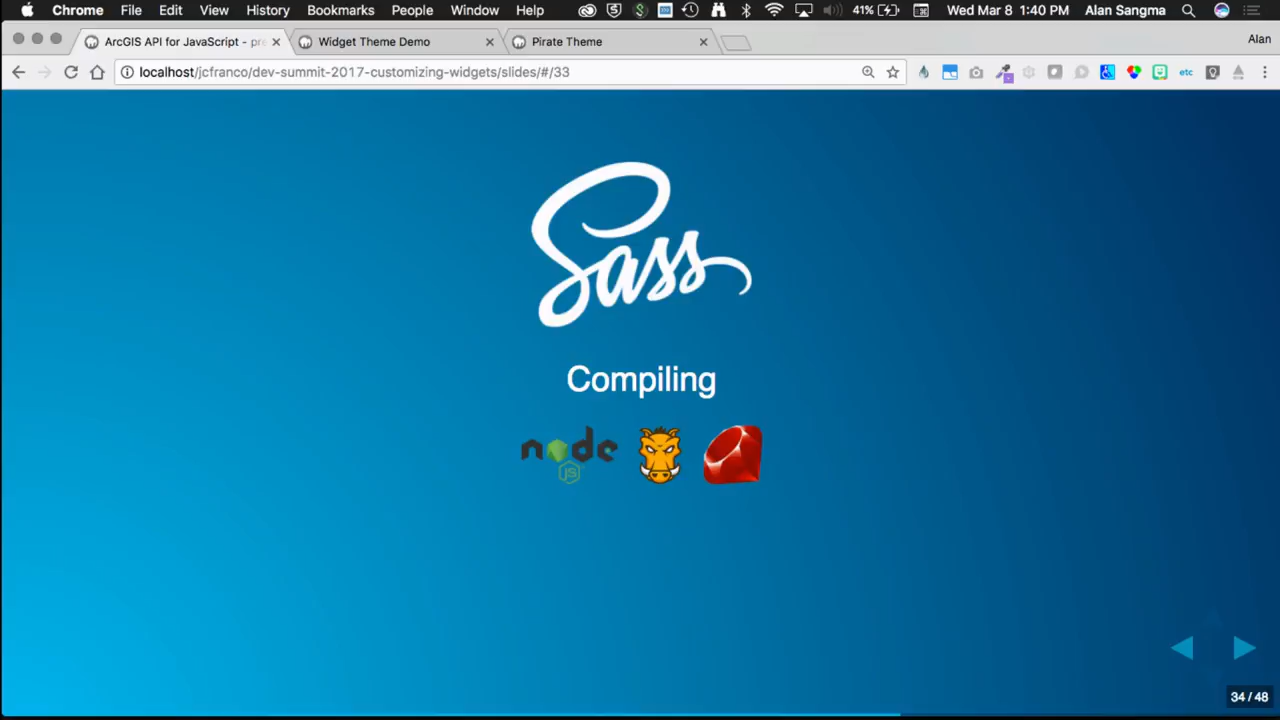 Chrome File Edit View History Bookmarks People Window Help 41% Wed Mar 8 1:40 PM Alan Sangma
ArcGIS API for JavaScript - pre
Widget Theme Demo
Pirate Theme
Alan
localhost/jcfranco/dev-summit-2017-customizing-widgets/slides/#/33
etc
Sass
Compiling
node
JS
34 / 48